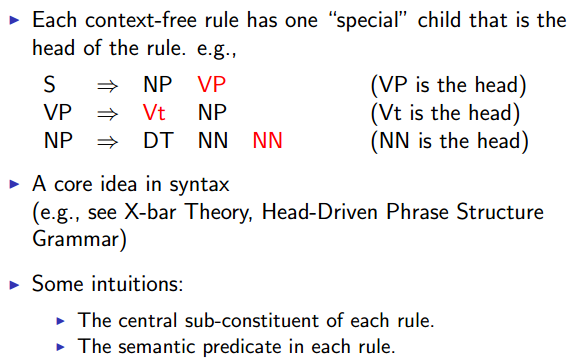 ▶ Each context-free rule has one “special” child that is the
head of the rule. e.g.,
S ⇒ NP VP (VP is the head)
VP ⇒ Vt NP (Vt is the head)
NP ⇒ DT NN NN (NN is the head)
▶ A core idea in syntax
(e.g., see X-bar Theory, Head-Driven Phrase Structure
Grammar)
▶ Some intuitions:
▶ The central sub-constituent of each rule.
▶ The semantic predicate in each rule.